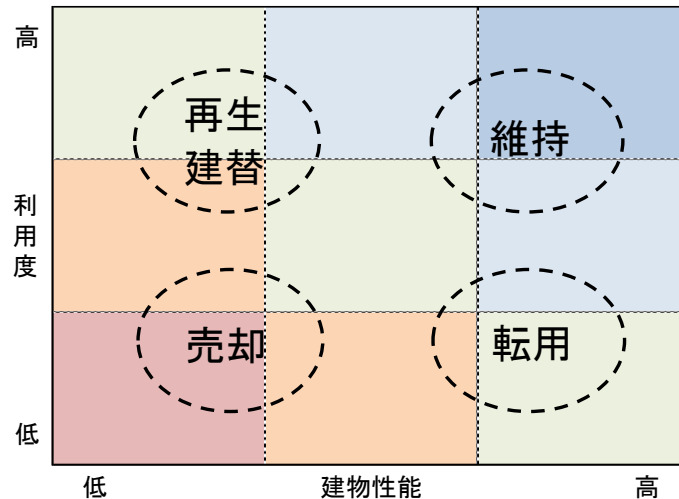 高
再生
建替
維持
利用度
売却
転用
低
低
建物性能
高